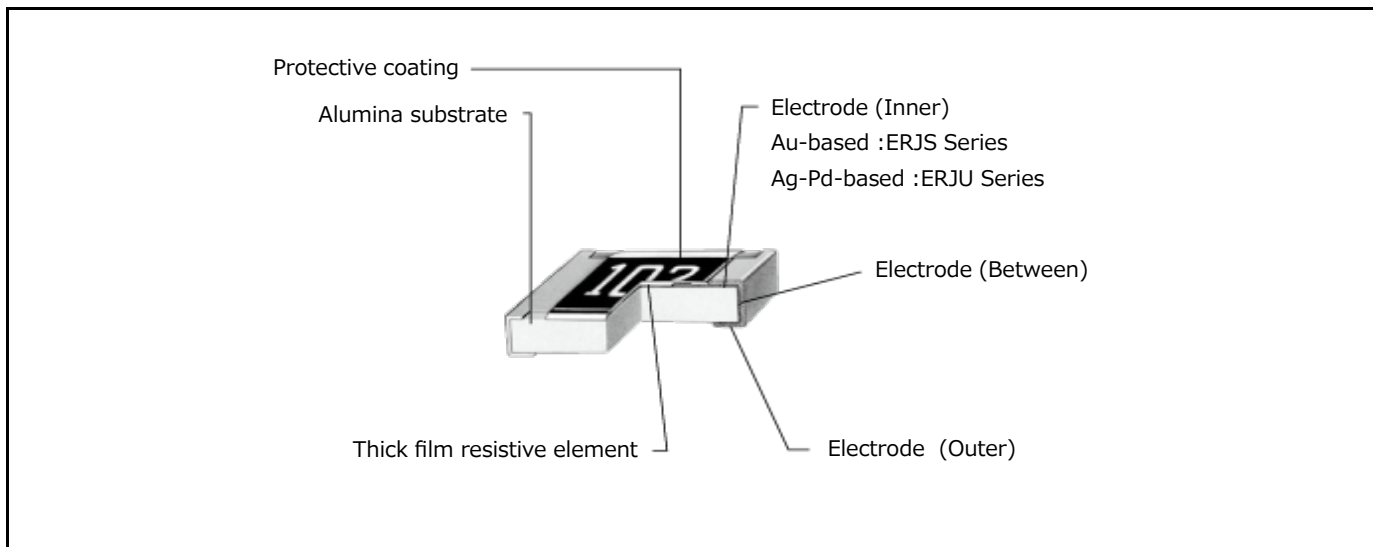 Protective coating
Alumina substrate
Electrode (Inner)
Au-based :ERJS Series
Ag-Pd-based :ERJU Series
102
Electrode (Between)
Thick film resistive element
Electrode (Outer)